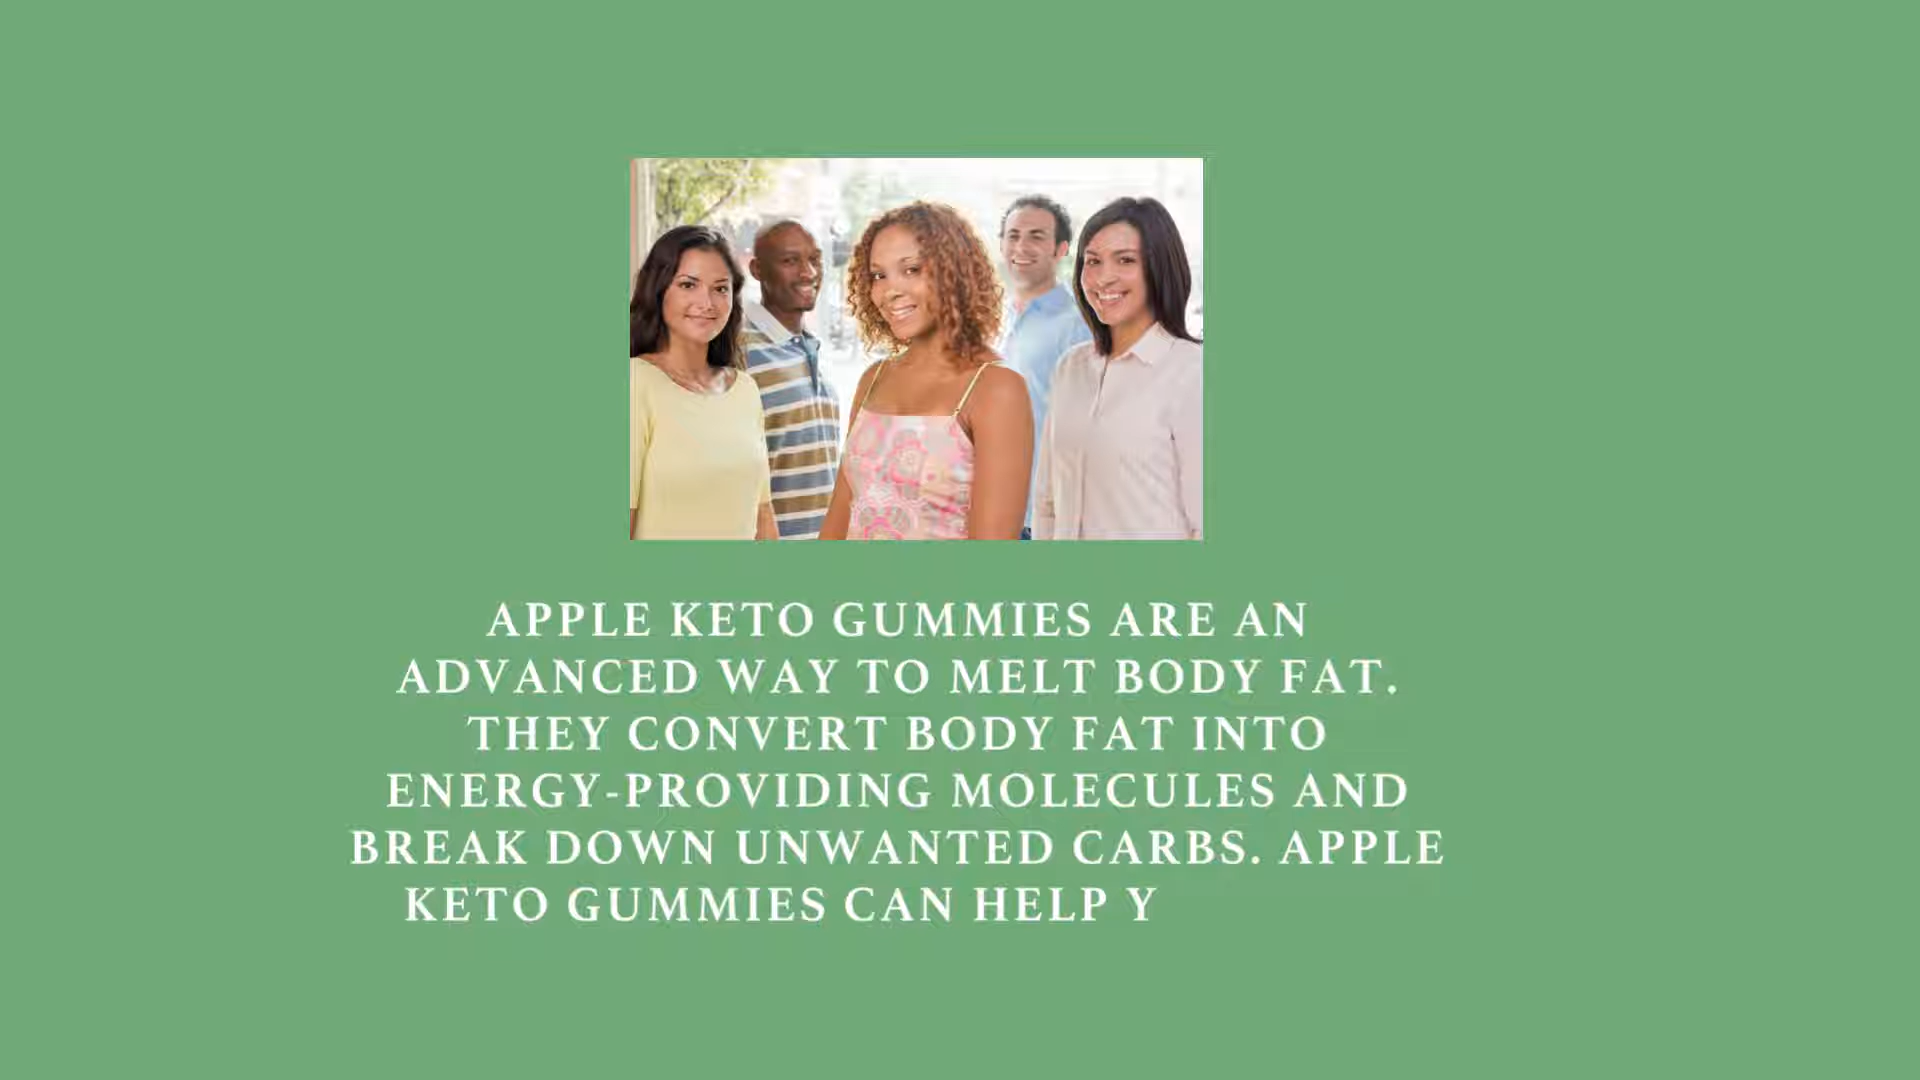 APPLE KETO GUMMIES ARE AN
ADVANCED WAY TO MELT BODY FAT.
THEY CONVERT BODY FAT INTO
ENERGY-PROVIDING MOLECULES AND
BREAK DOWN UNWANTED CARBS. APPLE
KETO GUMMIES CAN HELP Y